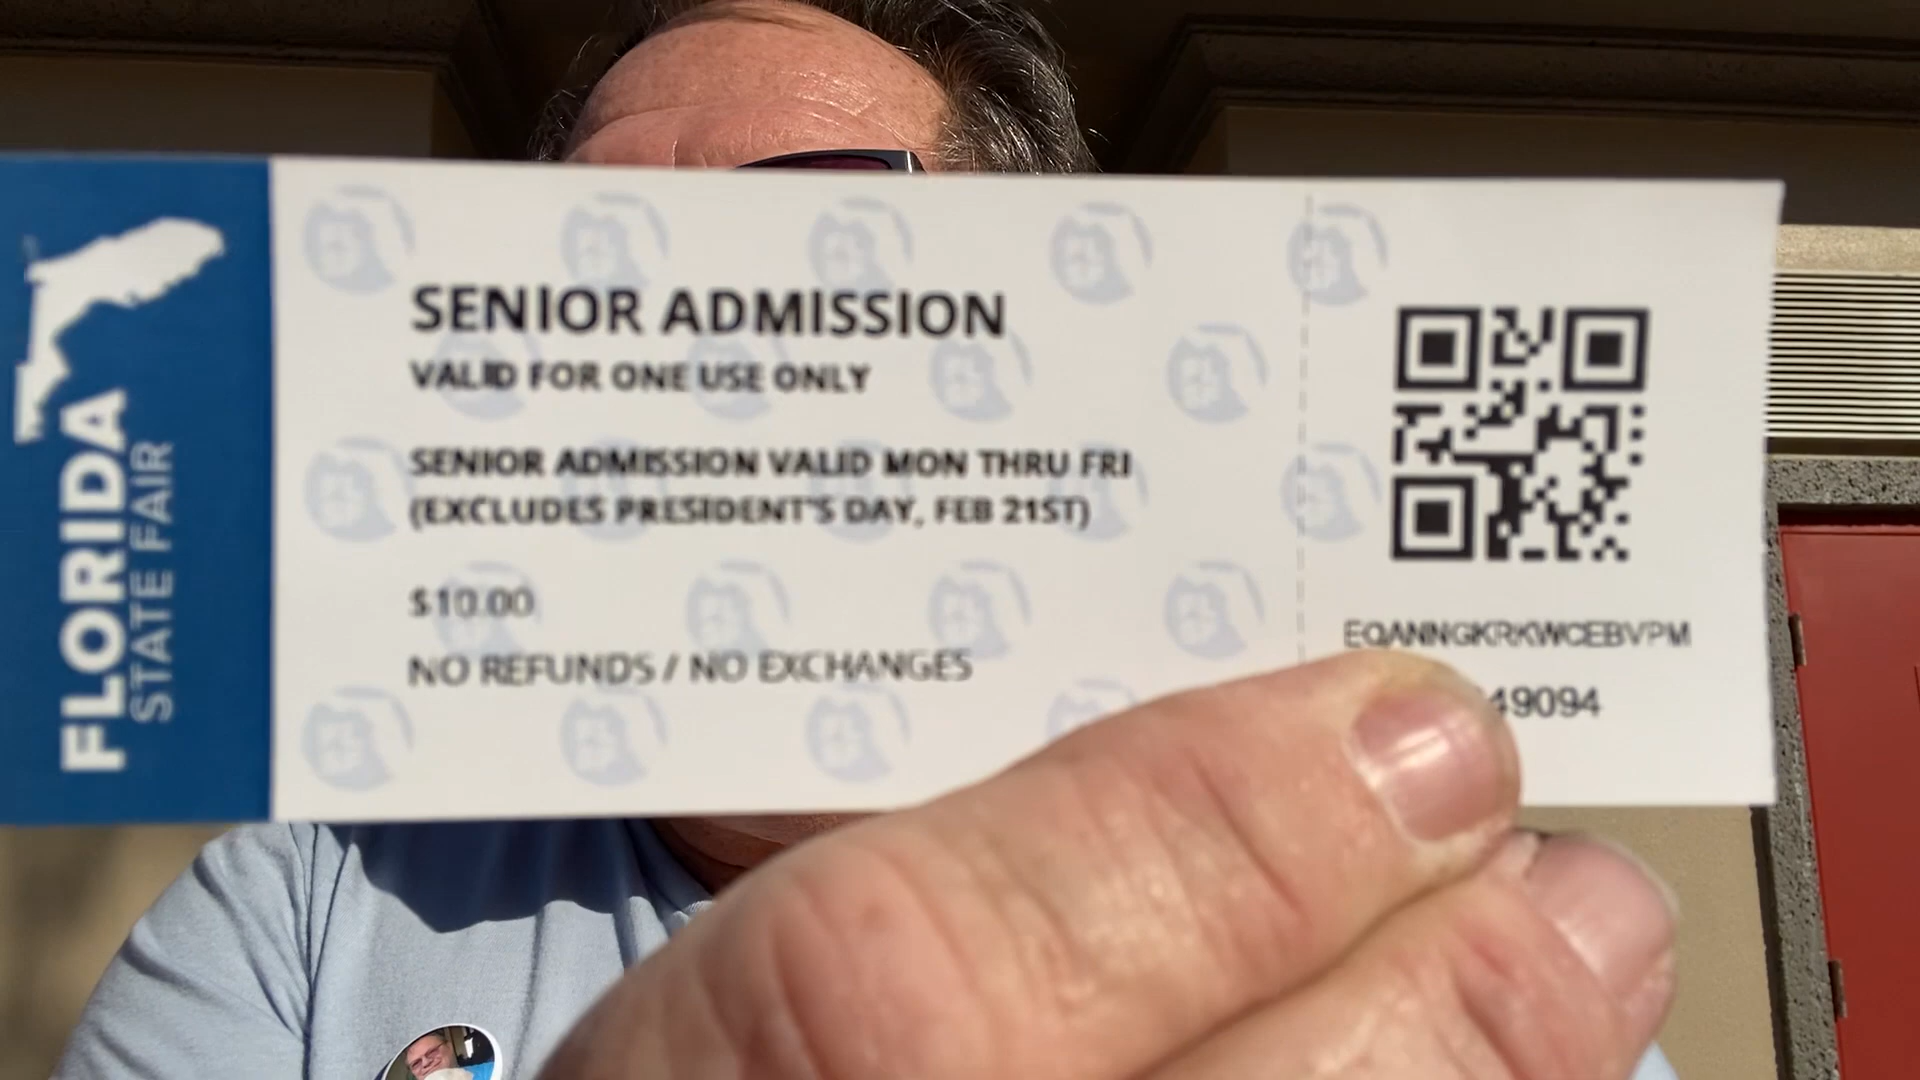 FLORIDA
STATE FAIR
SENIOR ADMISSION
VALID FOR ONE USE ONLY
SENIOR ADMISSION VALID MON THRU FRI
(EXCLUDES PRESIDENT'S DAY, FEB 21ST)
$10.00
NO REFUNDS / NO EXCHANGES
EQANNGKRKWCEBVPM
49094